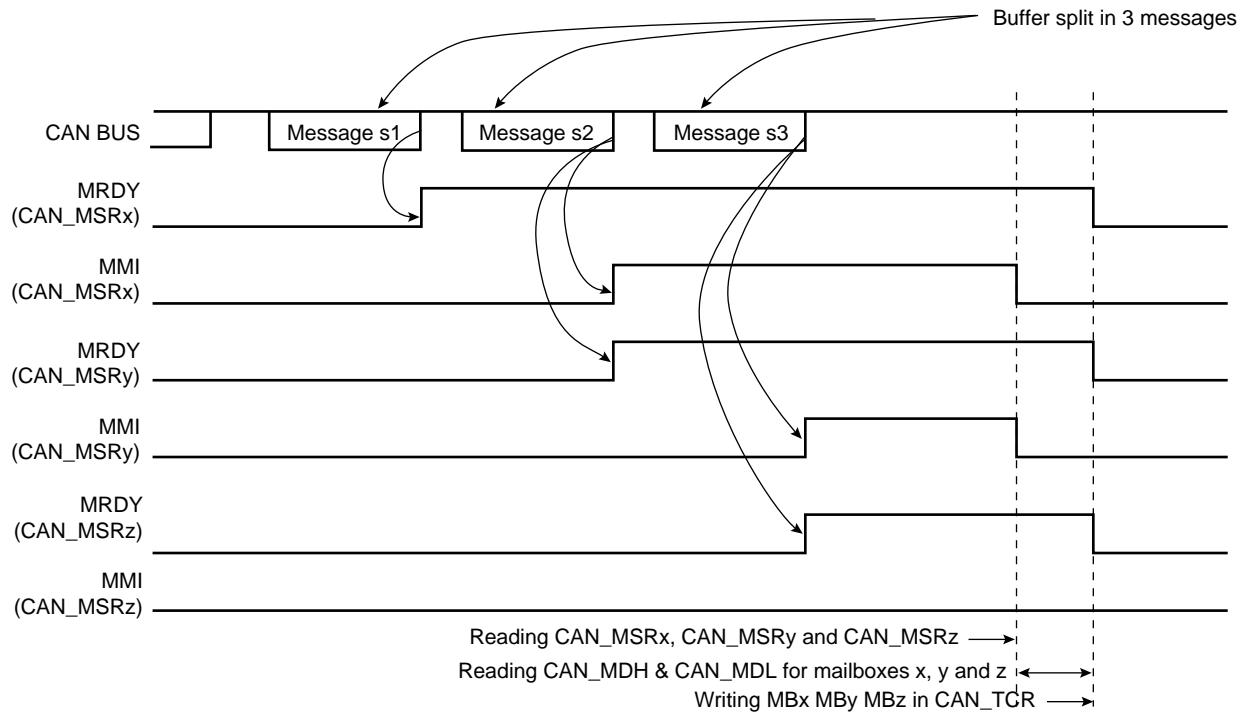 Buffer split in 3 messages
CAN BUS
Message s1
Message s2
Message s3
MRDY
(CAN_MSRx)
MMI
(CAN_MSRx)
MRDY
(CAN_MSRy)
MMI
(CAN_MSRy)
MRDY
(CAN_MSRz)
MMI
(CAN_MSRz)
Reading CAN_MSRx, CAN_MSRy and CAN_MSRz
Reading CAN_MDH & CAN_MDL for mailboxes x, y and z
Writing MBx MBy MBz in CAN_TCR